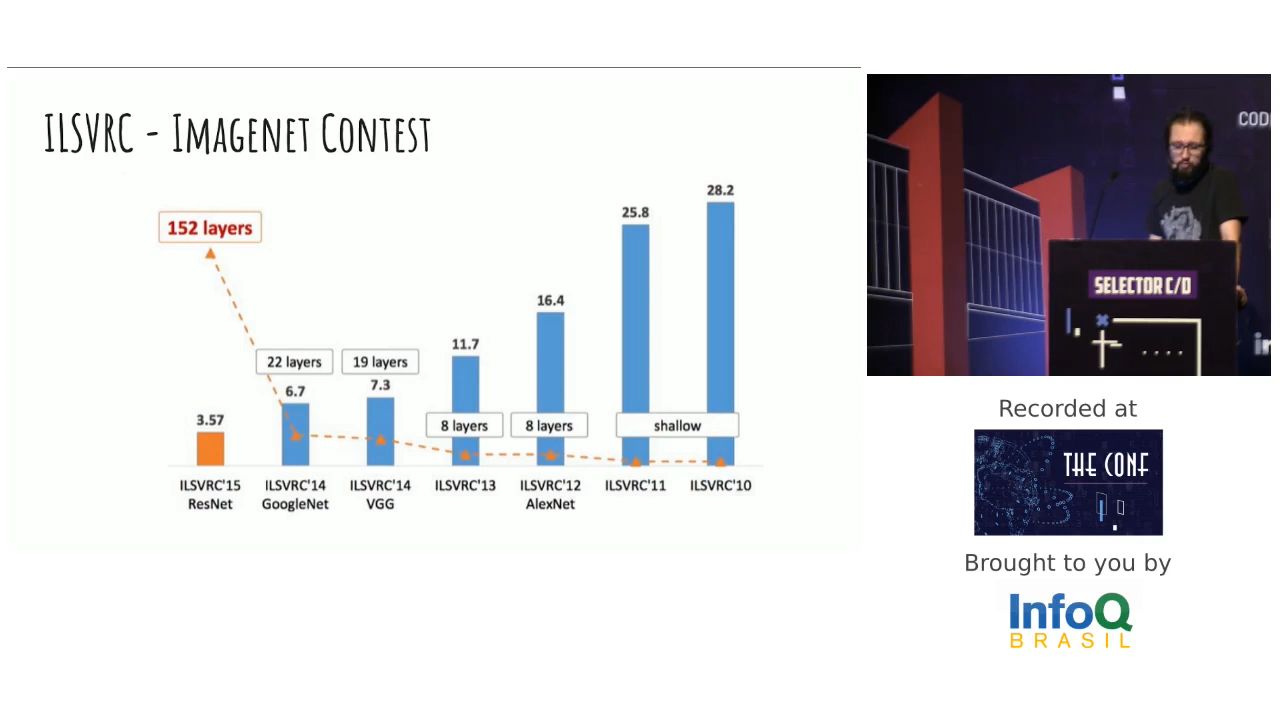 ILSVRC - IMAGENET CONTEST
28.2
25.8
152 layers
16.4
11.7
22 layers
19 layers
6.7
7.3
3.57
8 layers
8 layers
shallow
ILSVRC'15
ResNet
ILSVRC'14
GoogleNet
ILSVRC'14
VGG
ILSVRC'13
ILSVRC'12
AlexNet
ILSVRC'11
ILSVRC'10
COD
SELECTOR C/D
in
Recorded at
THE CONF
Brought to you by
InfoQ
BRASIL